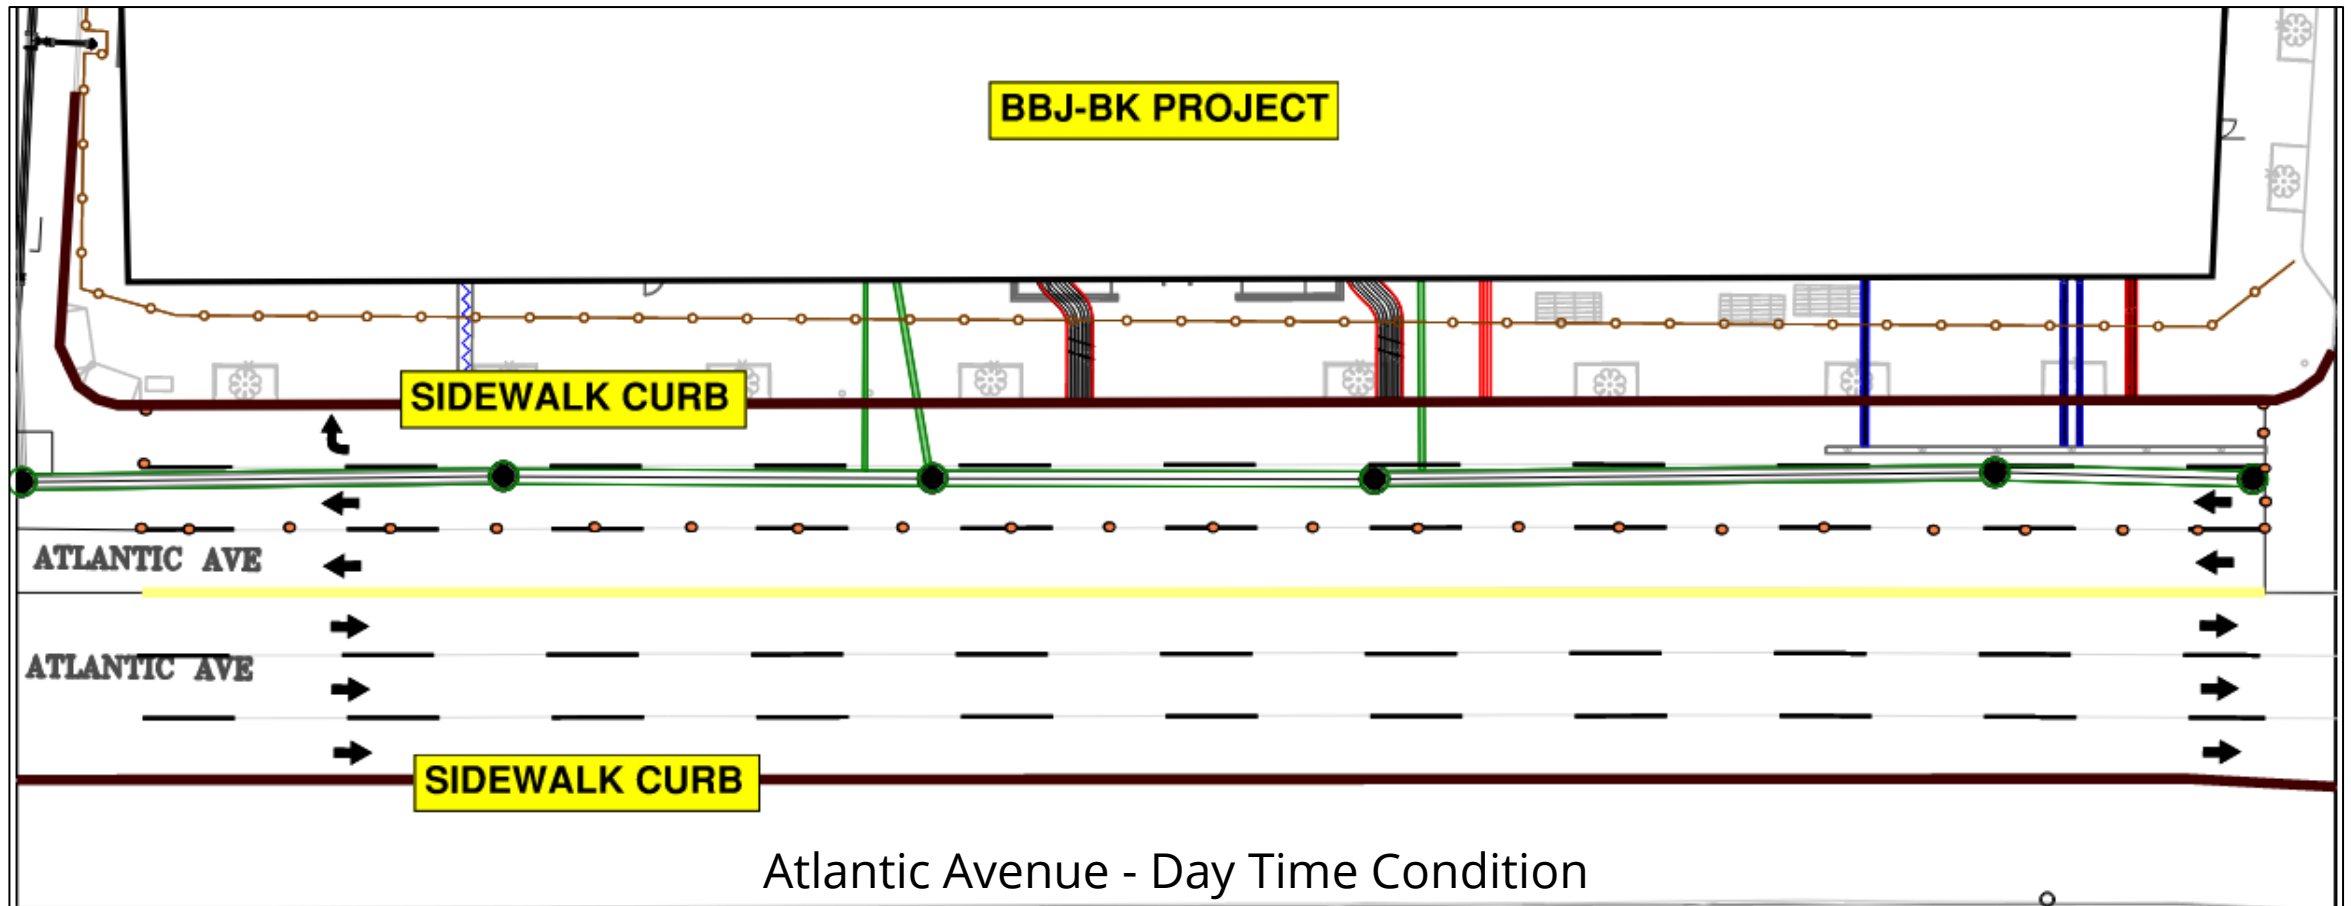 BBJ-BK PROJECT
SIDEWALK CURB
ATLANTIC AVE
ATLANTIC AVE
SIDEWALK CURB
Atlantic Avenue - Day Time Condition